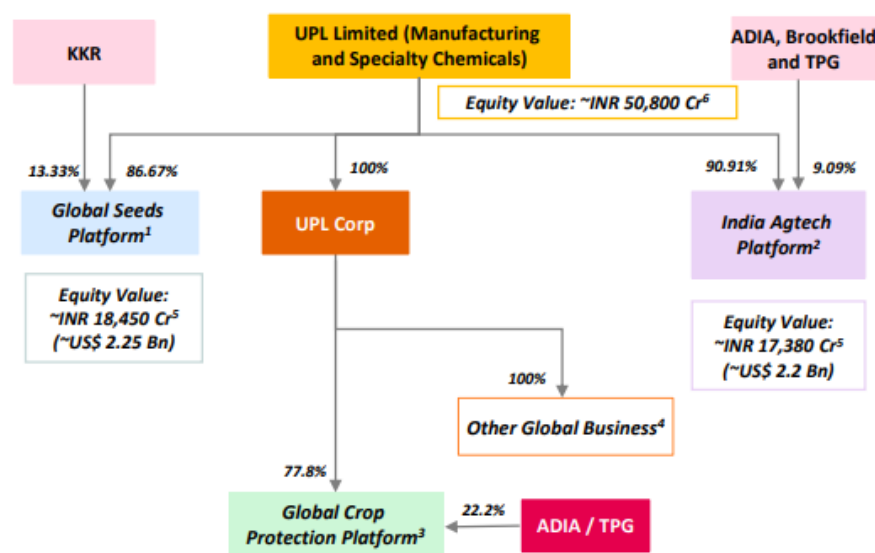 KKR
UPL Limited (Manufacturing
and Specialty Chemicals)
ADIA, Brookfield
and TPG
Equity Value: ~INR 50,800 Cr⁶
13.33%
86.67%
100%
90.91%
9.09%
Global Seeds
Platform¹
UPL Corp
India Agtech
Platform²
Equity Value:
~INR 18,450 Cr⁵
(~US$ 2.25 Bn)
Equity Value:
~INR 17,380 Cr⁵
(~US$ 2.2 Bn)
100%
Other Global Business⁴
77.8%
Global Crop
Protection Platform³
22.2%
ADIA / TPG